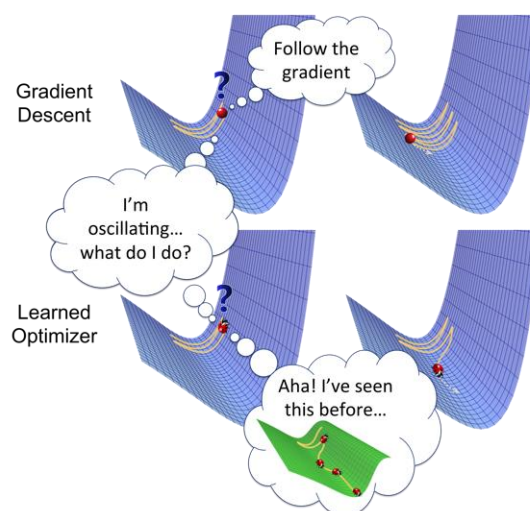 Follow the
gradient
?
Gradient
Descent
I'm
oscillating...
what do I do?
?
Learned
Optimizer
Aha! I've seen
this before...